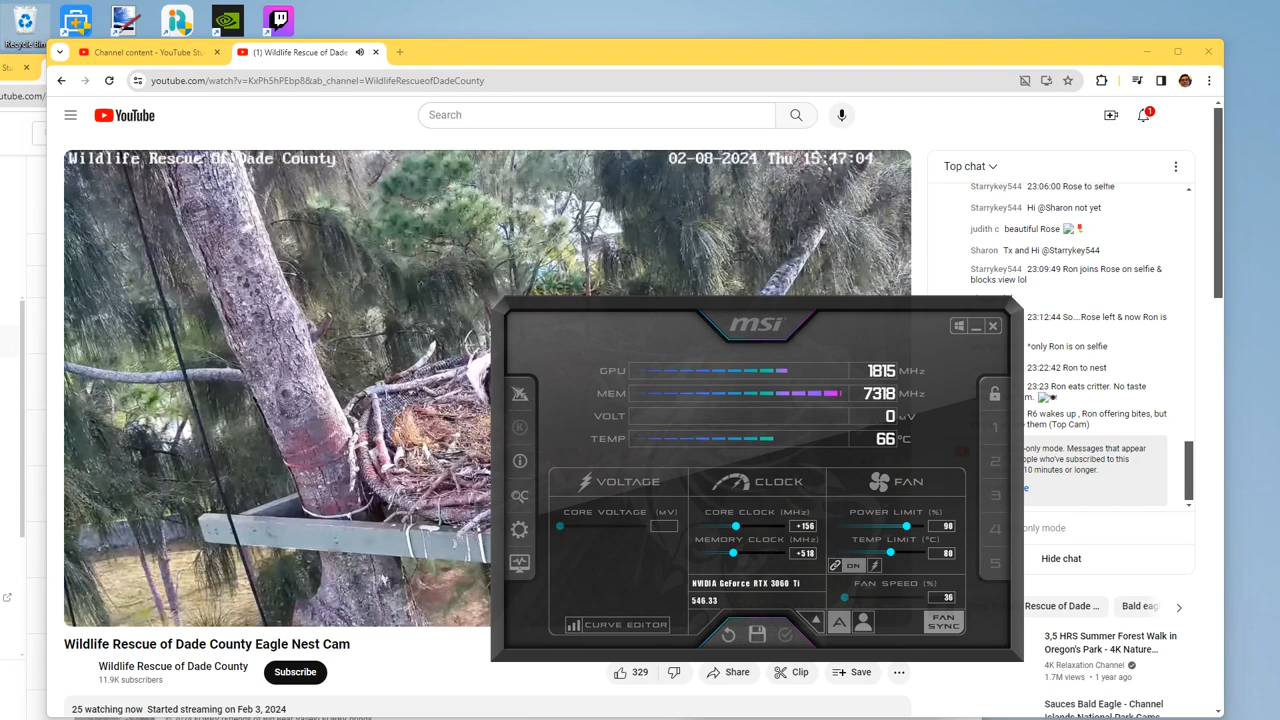 Recycle Bin
Stu
Channel content - YouTube Stu
(1) Wildlife Rescue of Dade
utube.com/
youtube.com/watch?v=KxPh5hPEbp8&ab_channel=WildlifeRescueofDadeCounty
YouTube
Search
1
Wildlife Rescue Of Dade County
02-08-2024 Thu 15:47:04
Top chat
Starrykey544 23:06:00 Rose to selfie
Starrykey544 Hi @Sharon not yet
judith c beautiful Rose
Sharon Tx and Hi @Starrykey544
Starrykey544 23:09:49 Ron joins Rose on selfie &
blocks view lol
23:12:44 So....Rose left & now Ron is
*only Ron is on selfie
23:22:42 Ron to nest
23:23 Ron eats critter. No taste
m.
R6 wakes up , Ron offering bites, but
them (Top Cam)
-only mode. Messages that appear
ople who've subscribed to this
10 minutes or longer.
e
only mode
Hide chat
msi
GPU 1815 MHz
MEM 7318 MHz
VOLT 0 MV
TEMP 66 °C
VOLTAGE
CLOCK
FAN
CORE VOLTAGE (MV)
CORE CLOCK (MHz)
+156
MEMORY CLOCK (MHz)
+518
POWER LIMIT (%)
90
TEMP LIMIT (°C)
80
ON
NVIDIA GeForce RTX 3060 Ti
546.33
FAN SPEED (%)
36
CURVE EDITOR
A
FAN
SYNC
K
OC
1
2
3
4
5
Wildlife Rescue of Dade County Eagle Nest Cam
Wildlife Rescue of Dade County
11.9K subscribers
Subscribe
329
Share
Clip
Save
25 watching now Started streaming on Feb 3, 2024
Rescue of Dade ...
Bald eag
3,5 HRS Summer Forest Walk in
Oregon's Park - 4K Nature...
4K Relaxation Channel
1.7M views • 1 year ago
Sauces Bald Eagle - Channel
Islands National Park Cams